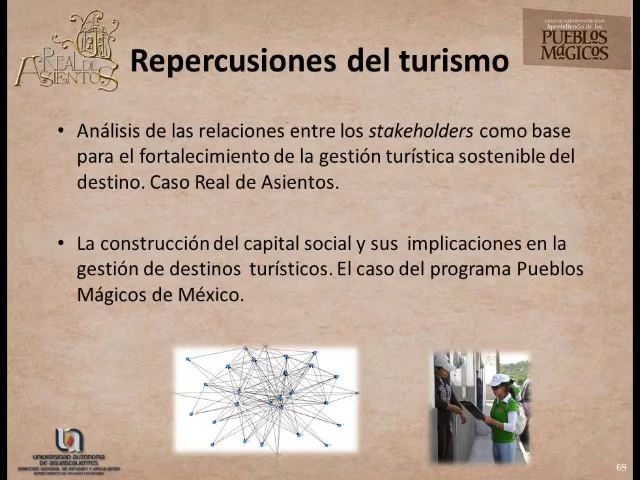 REAL DE
ASIENTOS
Aprendiendo de los
PUEBLOS
MÁGICOS
Repercusiones del turismo
• Análisis de las relaciones entre los stakeholders como base
para el fortalecimiento de la gestión turística sostenible del
destino. Caso Real de Asientos.
• La construcción del capital social y sus implicaciones en la
gestión de destinos turísticos. El caso del programa Pueblos
Mágicos de México.
UNIVERSIDAD AUTONOMA
DE AGUASCALIENTES
69